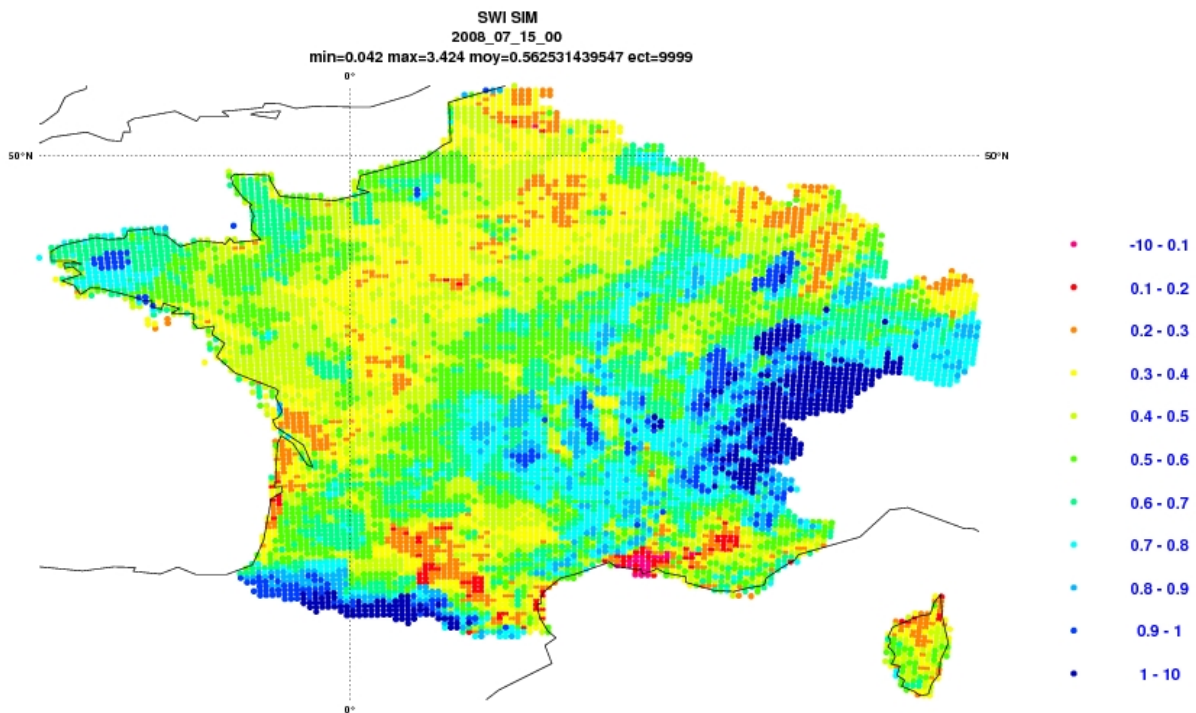 SWI SIM
2008_07_15_00
min=0.042 max=3.424 moy=0.562531439547 ect=9999
0°
50°N 50°N
-10 - 0.1
0.1 - 0.2
0.2 - 0.3
0.3 - 0.4
0.4 - 0.5
0.5 - 0.6
0.6 - 0.7
0.7 - 0.8
0.8 - 0.9
0.9 - 1
1 - 10
0°